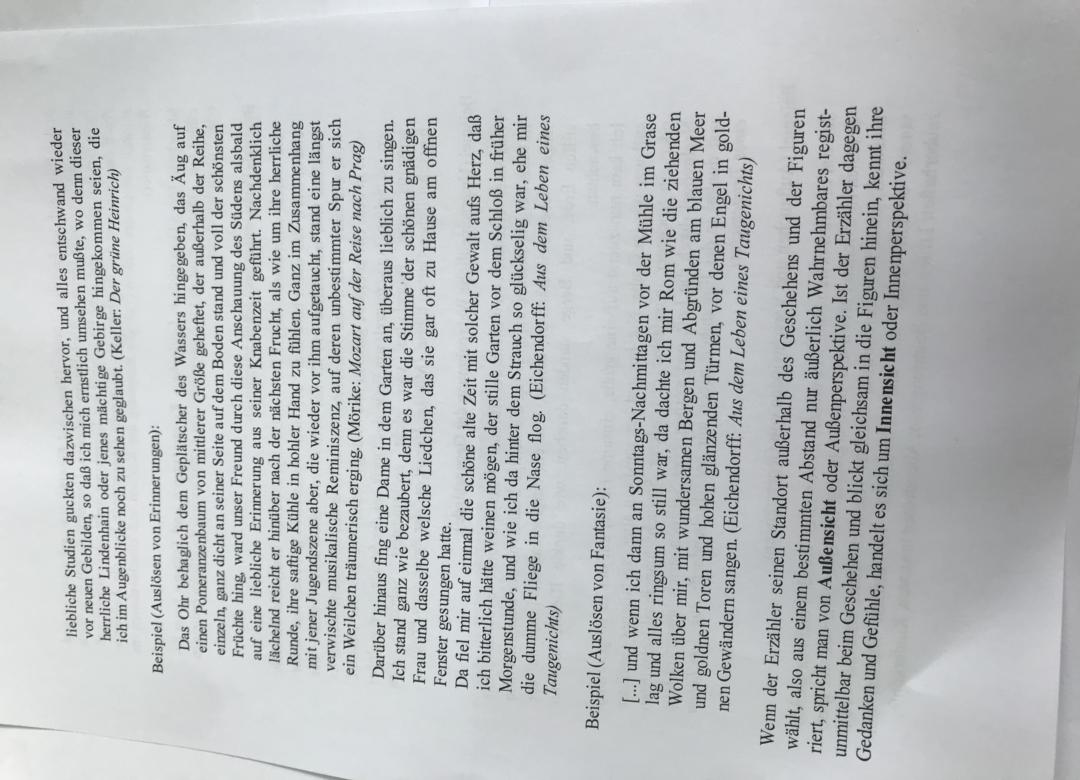 liebliche Studien guckten dazwischen hervor, und alles entschwand wieder
vor neuen Gebilden, so daß ich mich ernstlich umsehen mußte, wo denn dieser
herrliche Lindenhain oder jenes mächtige Gebirge hingekommen seien, die
ich im Augenblicke noch zu sehen geglaubt. (Keller: Der grüne Heinrich)
Beispiel (Auslösen von Erinnerungen):
Das Ohr behaglich dem Geplätscher des Wassers hingegeben, das Aug auf
einen Pomeranzenbaum von mittlerer Größe geheftet, der außerhalb der Reihe,
einzeln, ganz dicht an seiner Seite auf dem Boden stand und voll der schönsten
Früchte hing, ward unser Freund durch diese Anschauung des Südens alsbald
auf eine liebliche Erinnerung aus seiner Knabenzeit geführt. Nachdenklich
lächelnd reicht er hinüber nach der nächsten Frucht, als wie um ihre herrliche
Runde, ihre saftige Kühle in hohler Hand zu fühlen. Ganz im Zusammenhang
mit jener Jugendszene aber, die wieder vor ihm aufgetaucht, stand eine längst
verwischte musikalische Reminiszenz, auf deren unbestimmter Spur er sich
ein Weilchen träumerisch erging. (Mörike: Mozart auf der Reise nach Prag)
Darüber hinaus fing eine Dame in dem Garten an, überaus lieblich zu singen.
Ich stand ganz wie bezaubert, denn es war die Stimme der schönen gnädigen
Frau und dasselbe welsche Liedchen, das sie gar oft zu Hause am offnen
Fenster gesungen hatte.
Da fiel mir auf einmal die schöne alte Zeit mit solcher Gewalt aufs Herz, daß
ich bitterlich hätte weinen mögen, der stille Garten vor dem Schloß in früher
Morgenstunde, und wie ich da hinter dem Strauch so glückselig war, ehe mir
die dumme Fliege in die Nase flog. (Eichendorff: Aus dem Leben eines
Taugenichts)
Beispiel (Auslösen von Fantasie):
[...] und wenn ich dann an Sonntags-Nachmittagen vor der Mühle im Grase
lag und alles ringsum so still war, da dachte ich mir Rom wie die ziehenden
Wolken über mir, mit wundersamen Bergen und Abgründen am blauen Meer
und goldnen Toren und hohen glänzenden Türmen, vor denen Engel in gold-
nen Gewändern sangen. (Eichendorff: Aus dem Leben eines Taugenichts)
Wenn der Erzähler seinen Standort außerhalb des Geschehens und der Figuren
wählt, also aus einem bestimmten Abstand nur äußerlich Wahrnehmbares regist-
riert, spricht man von Außensicht oder Außenperspektive. Ist der Erzähler dagegen
unmittelbar beim Geschehen und blickt gleichsam in die Figuren hinein, kennt ihre
Gedanken und Gefühle, handelt es sich um Innensicht oder Innenperspektive.